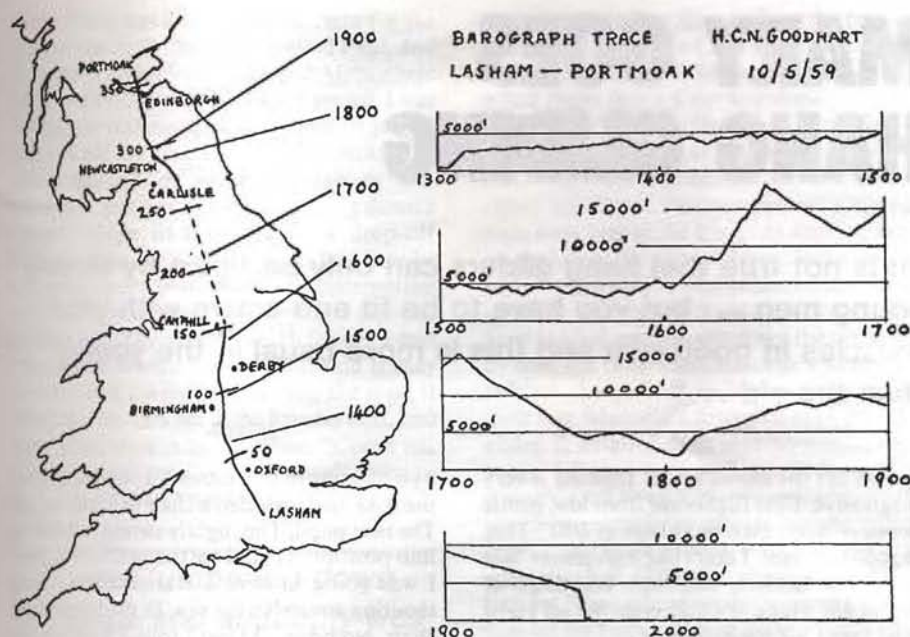 PORTMOAK
350
EDINBURGH
300
NEWCASTLETON
CARLISLE
250
200
CAMPHILL
150
DERBY
100
BIRMINGHAM
50
OXFORD
LASHAM
1900
1800
1700
1600
1500
1400
BAROGRAPH TRACE H.C.N.GOODHART
LASHAM — PORTMOAK 10/5/59
5000'
1300 1400 1500
15000'
10000'
5000'
1500 1600 1700
15000'
10000'
5000'
1700 1800 1900
10000'
5000'
1900 2000